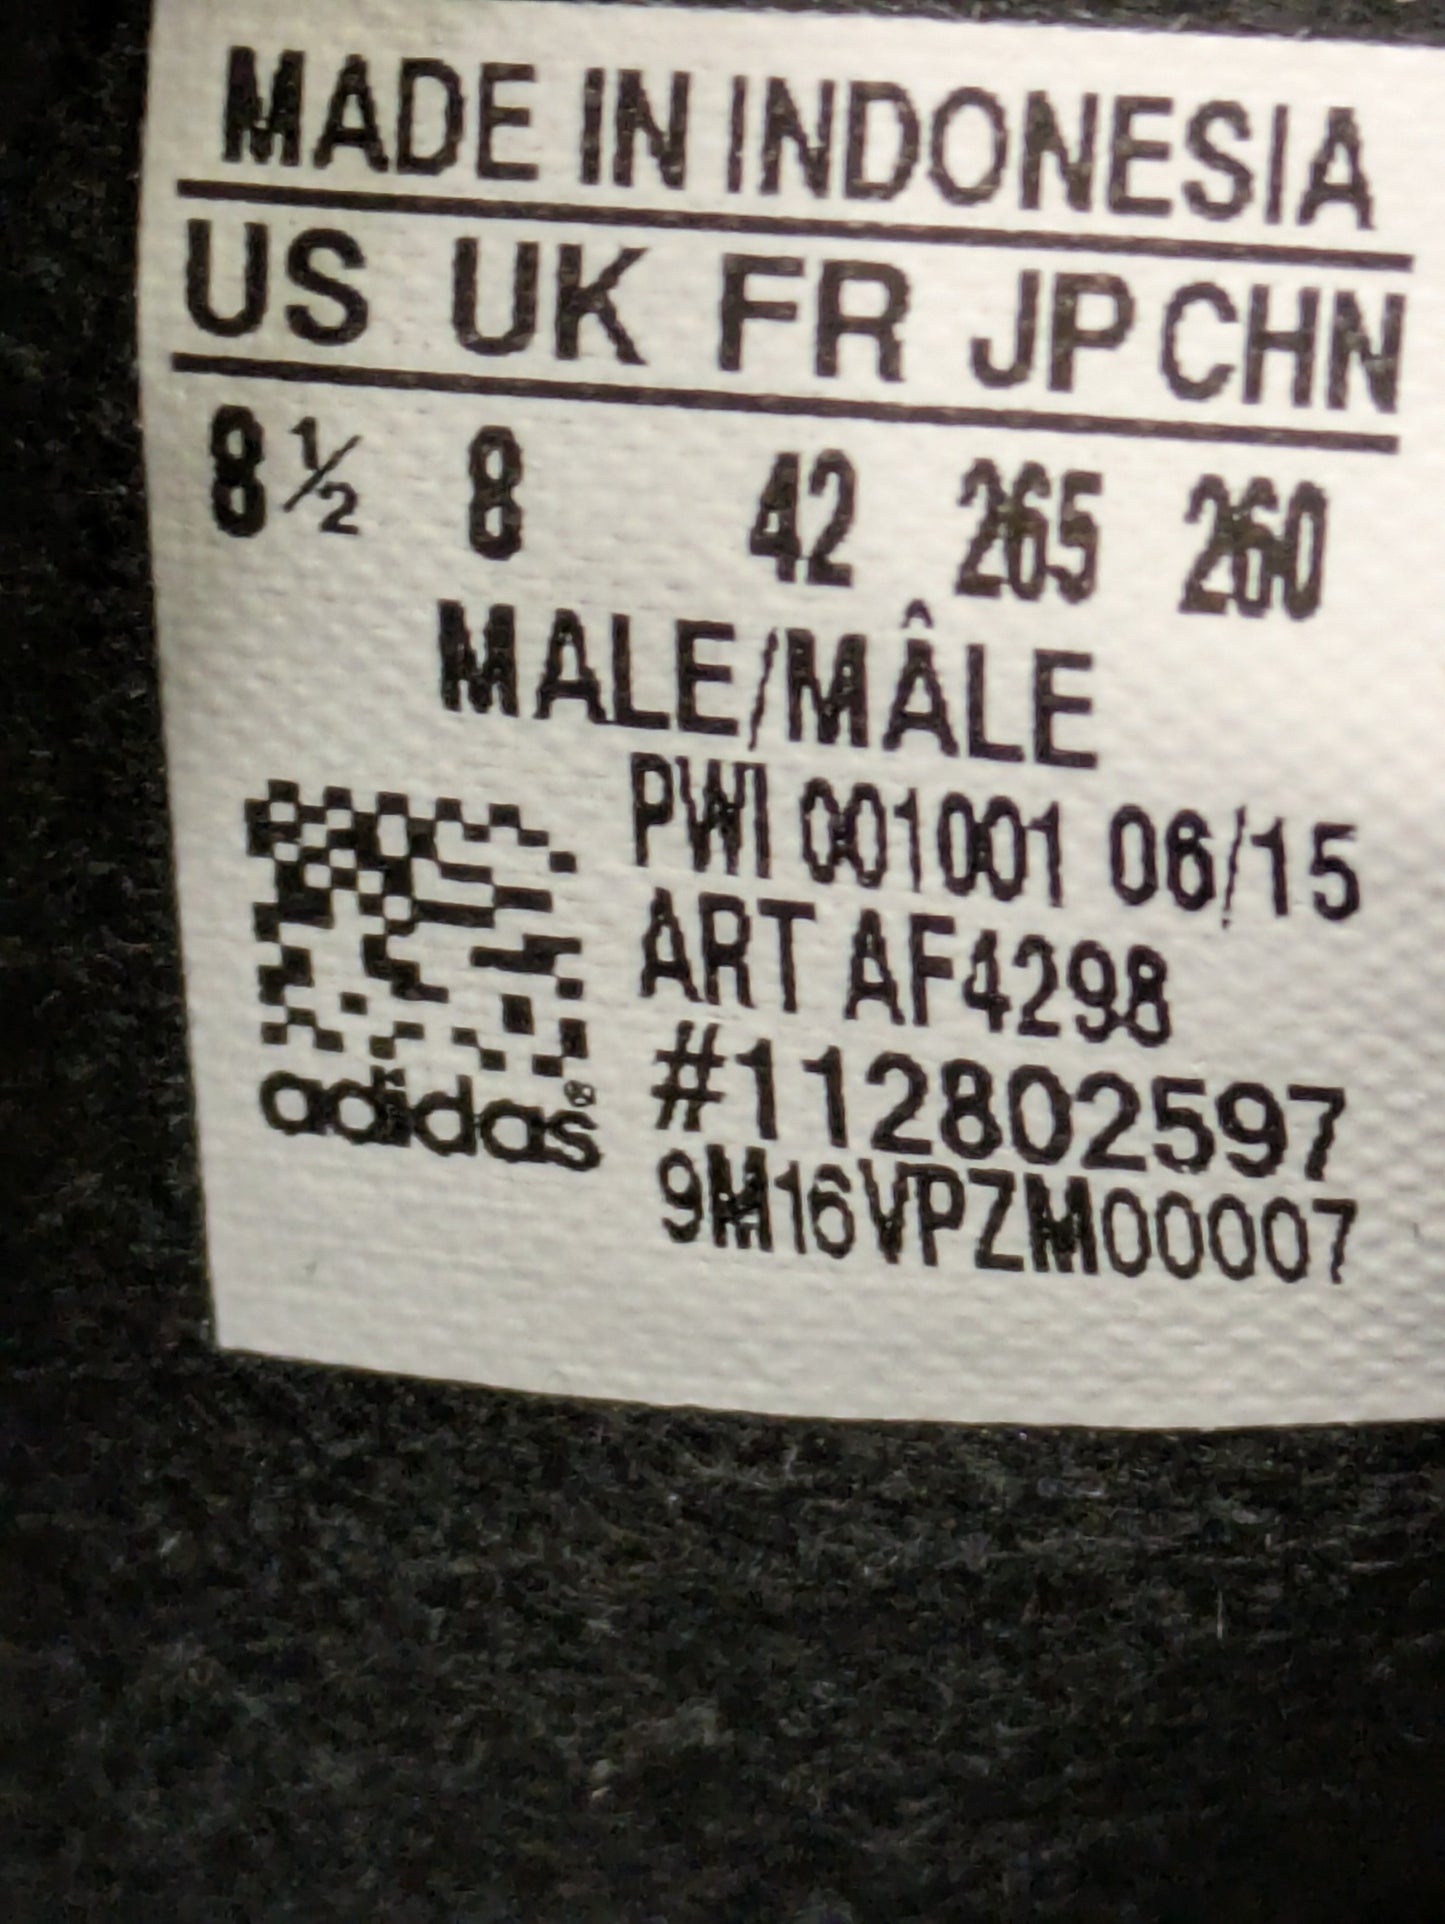 MADE IN INDONESIA
US UK FR JP CHN
8½ 8 42 265 260
MALE/MÂLE
PWI 001001 06/15
ART AF4298
#112802597
9M16VPZM00007
adidas®